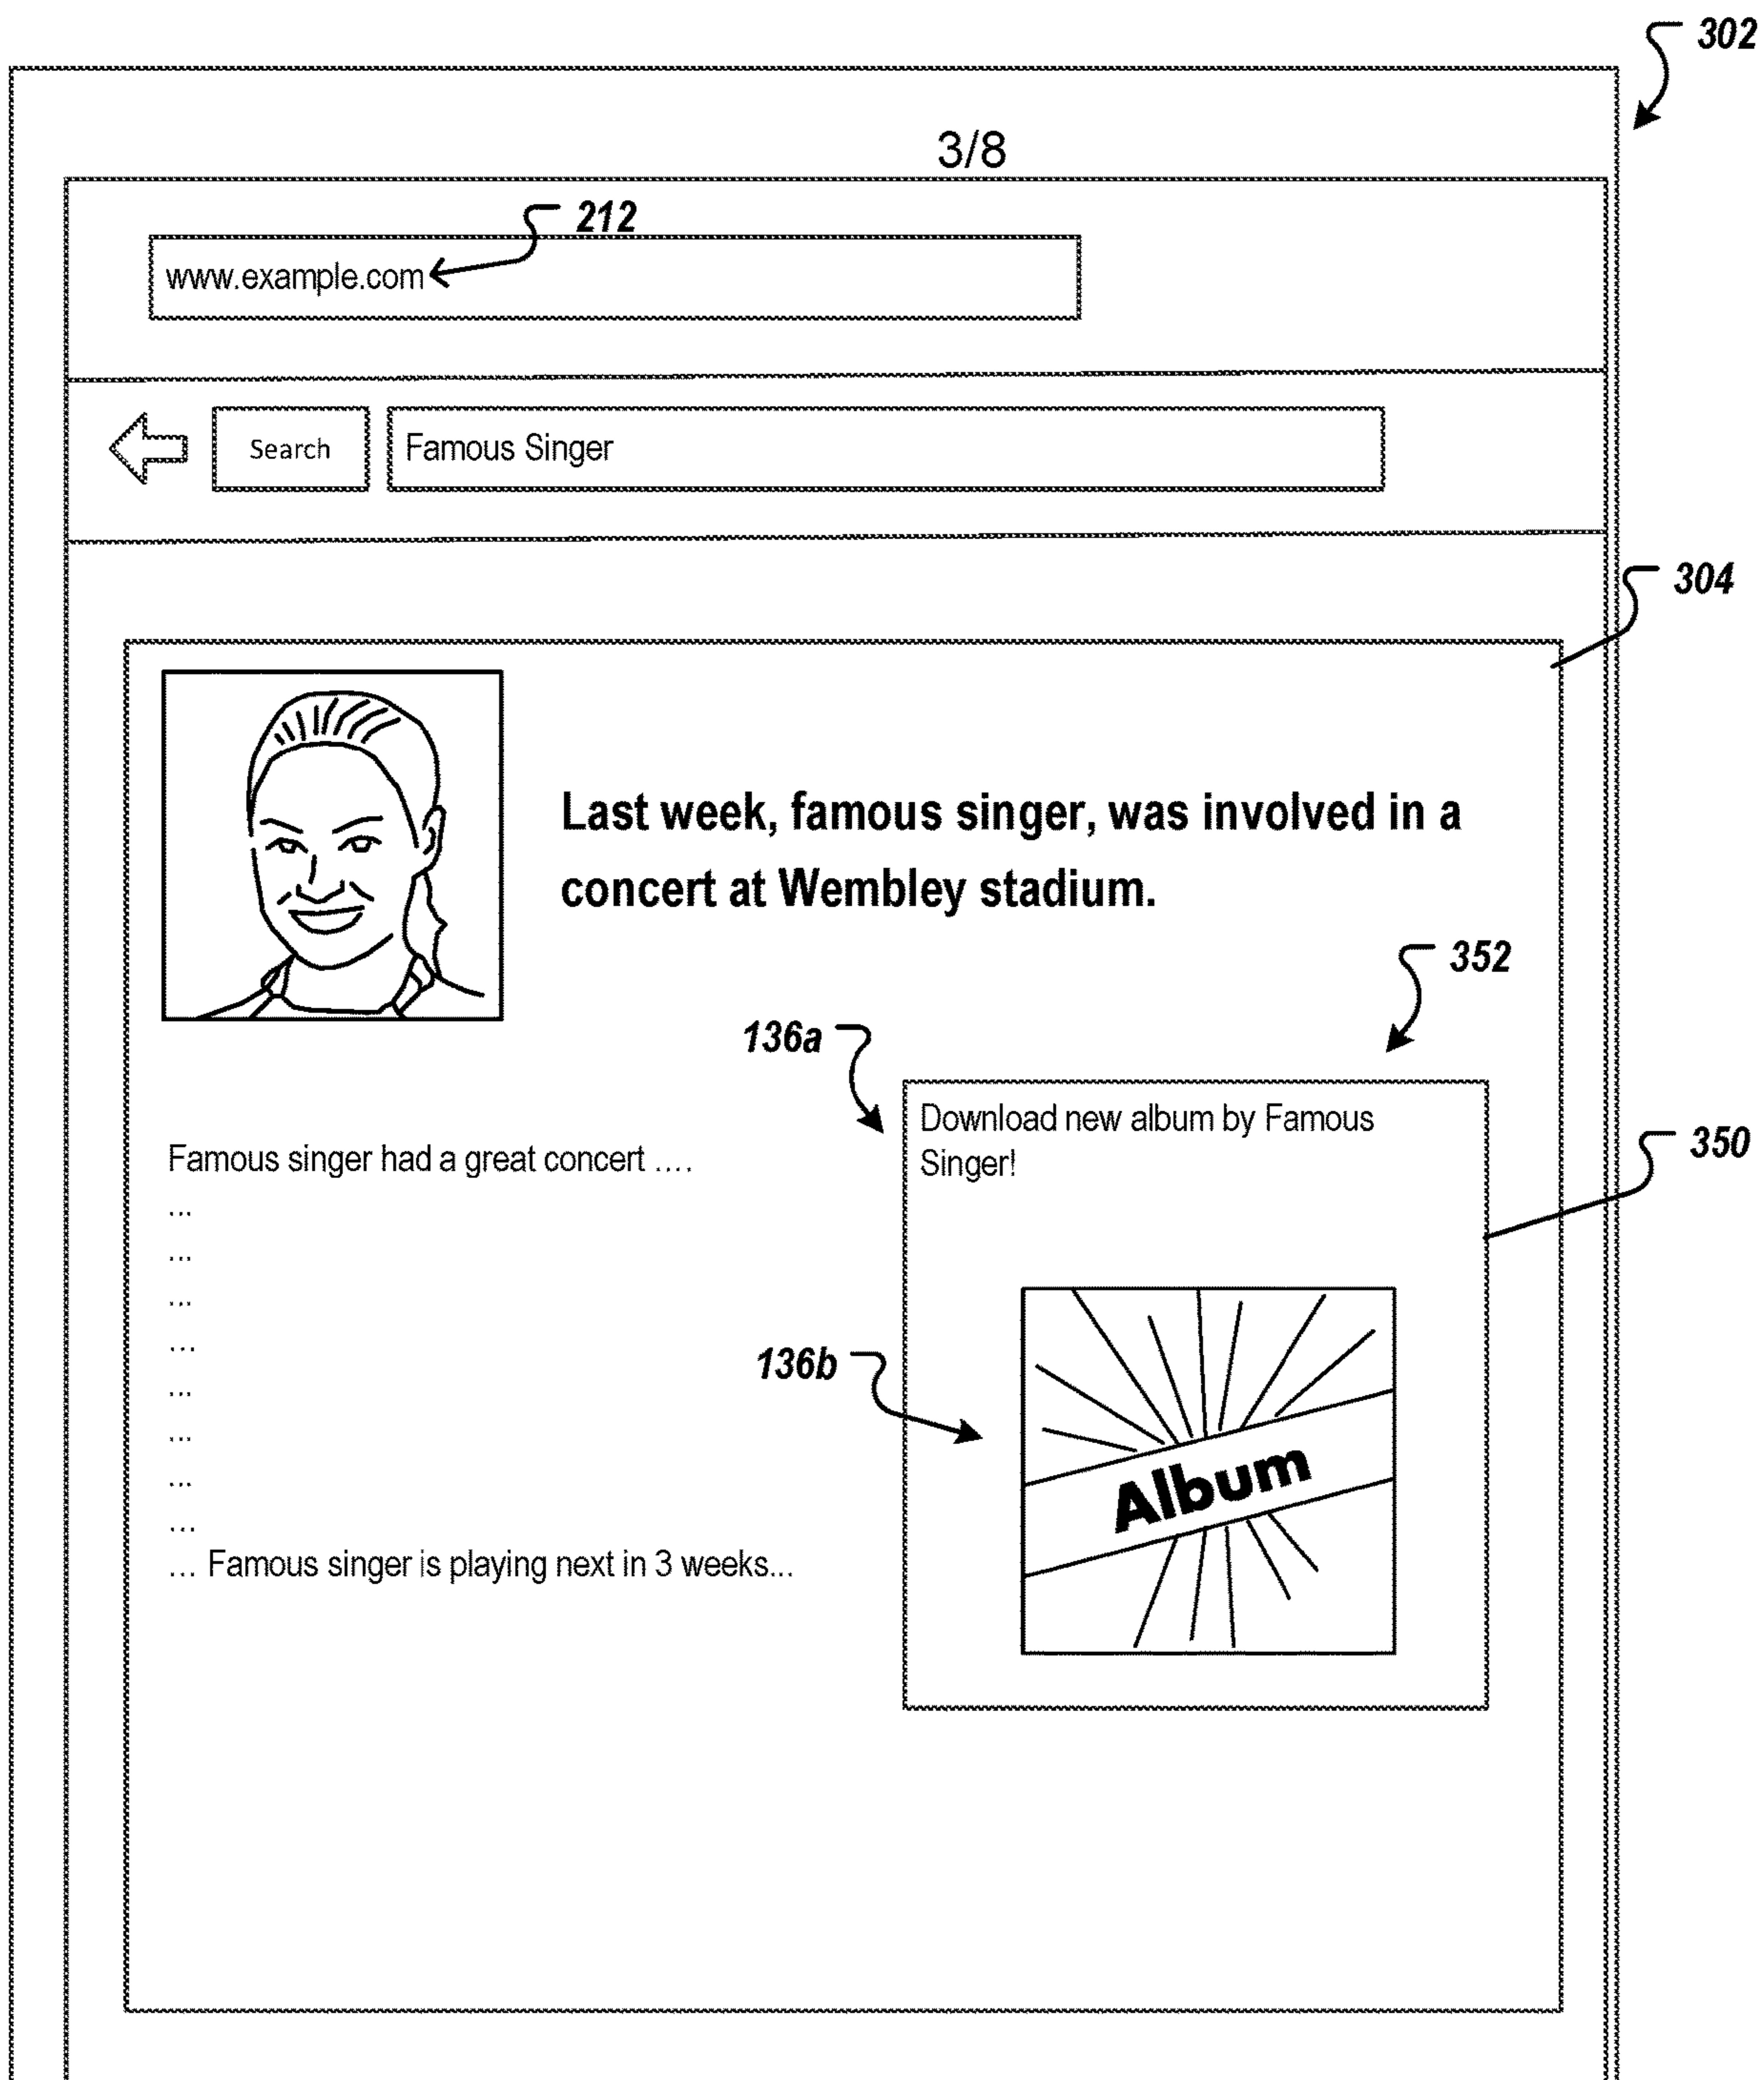 302
3/8
212
www.example.com
Search
Famous Singer
304
Last week, famous singer, was involved in a
concert at Wembley stadium.
352
136a
Download new album by Famous
Singer!
350
Famous singer had a great concert ....
...
...
...
...
...
...
...
...
... Famous singer is playing next in 3 weeks...
136b
Album